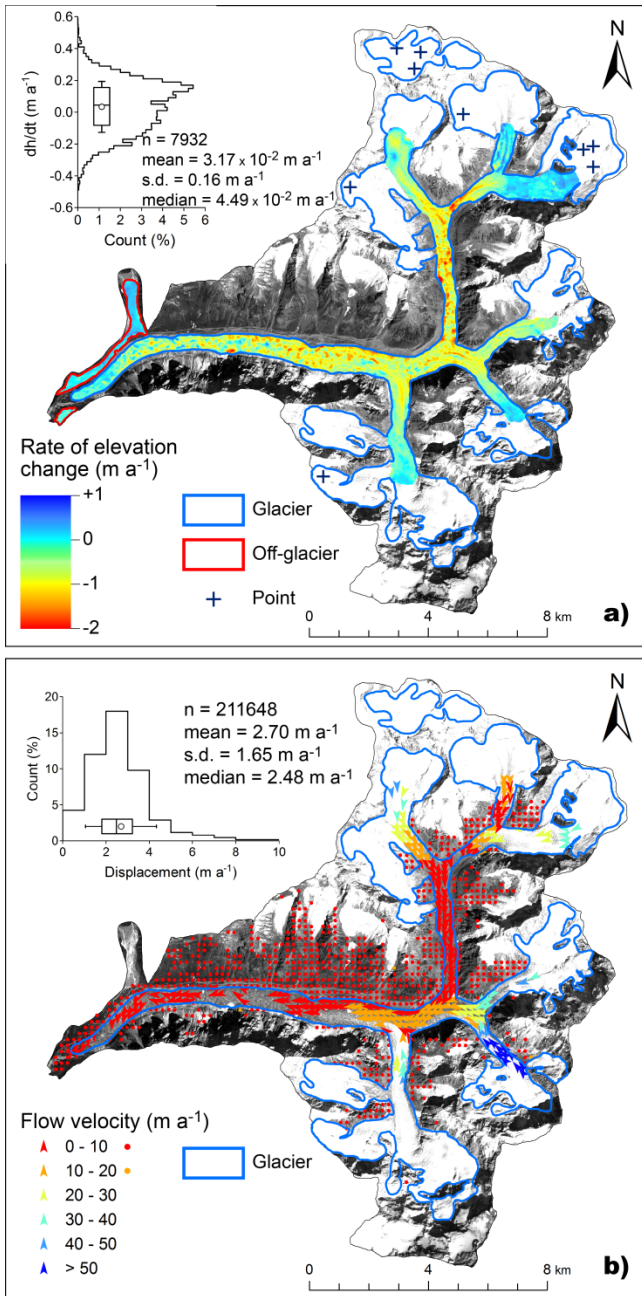 N
0.6
0.4
0.2
0.0
-0.2
-0.4
-0.6
dh/dt (m a⁻¹)
0 1 2 3 4 5 6
Count (%)
n = 7932
mean = 3.17 x 10⁻² m a⁻¹
s.d. = 0.16 m a⁻¹
median = 4.49 x 10⁻² m a⁻¹
Rate of elevation
change (m a⁻¹)
+1
0
-1
-2
Glacier
Off-glacier
Point
0 4 8 km
a)
N
20
15
10
5
0
Count (%)
0 2 4 6 8 10
Displacement (m a⁻¹)
n = 211648
mean = 2.70 m a⁻¹
s.d. = 1.65 m a⁻¹
median = 2.48 m a⁻¹
Flow velocity (m a⁻¹)
0 - 10
10 - 20
20 - 30
30 - 40
40 - 50
> 50
Glacier
0 4 8 km
b)